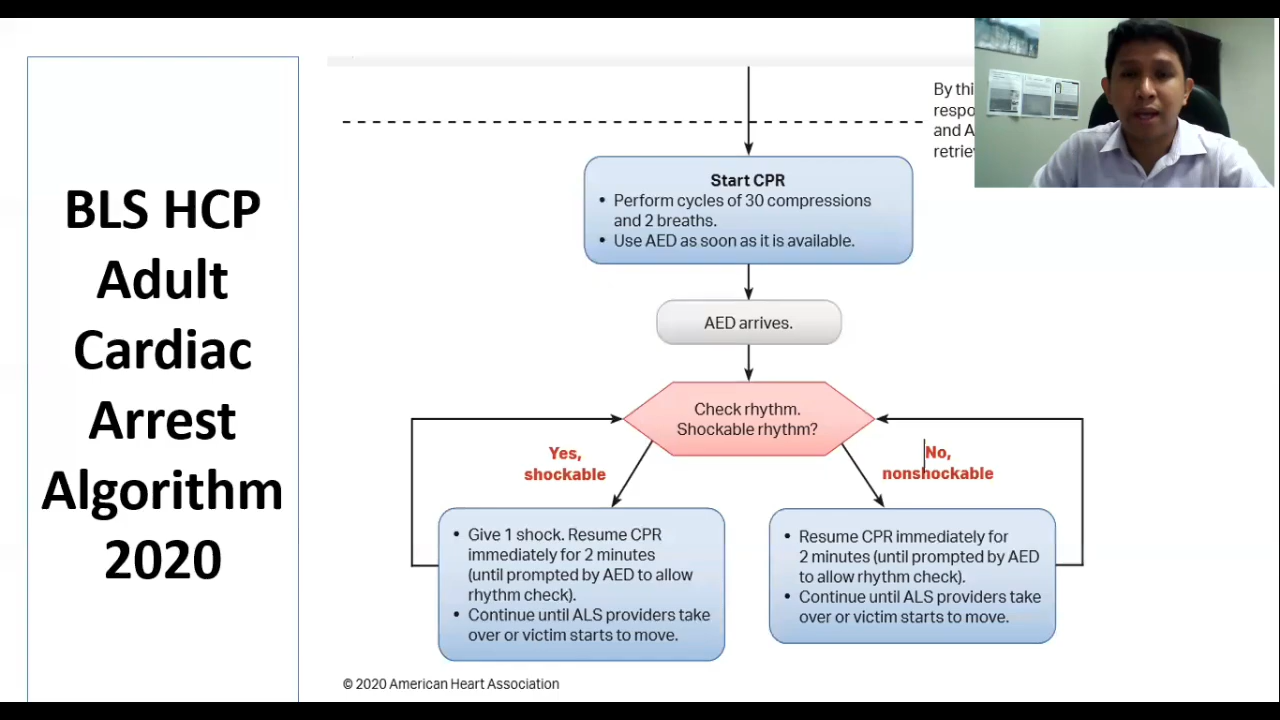 BLS HCP
Adult
Cardiac
Arrest
Algorithm
2020
By
and
Start CPR
• Perform cycles of 30 compressions
and 2 breaths.
• Use AED as soon as it is available.
AED arrives.
Check rhythm.
Shockable rhythm?
Yes,
shockable
No,
nonshockable
• Give 1 shock. Resume CPR
immediately for 2 minutes
(until prompted by AED to allow
rhythm check).
• Continue until ALS providers take
over or victim starts to move.
• Resume CPR immediately for
2 minutes (until prompted by AED
to allow rhythm check).
• Continue until ALS providers take
over or victim starts to move.
© 2020 American Heart Association